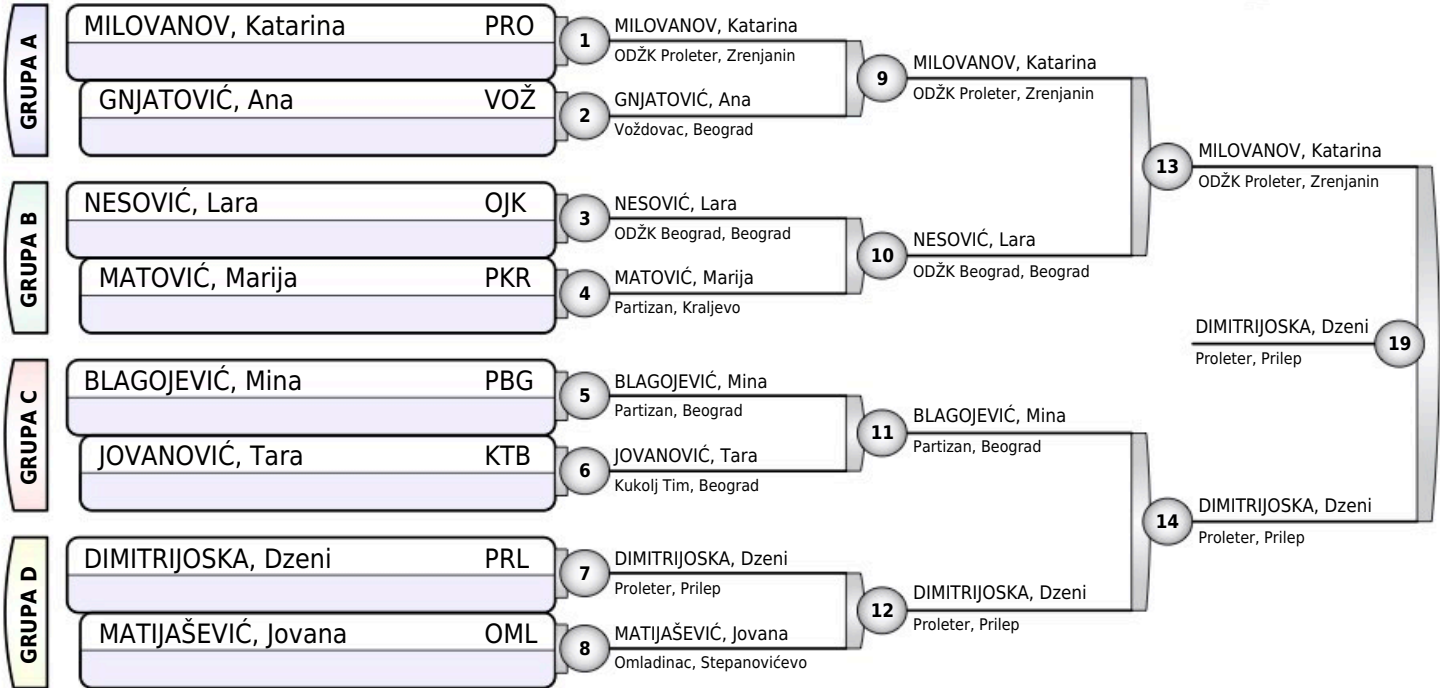 GRUPA A
MILOVANOV, Katarina PRO
GNJATOVIĆ, Ana VOŽ
GRUPA B
NESOVIĆ, Lara OJK
MATOVIĆ, Marija PKR
GRUPA C
BLAGOJEVIĆ, Mina PBG
JOVANOVIĆ, Tara KTB
GRUPA D
DIMITRIJOSKA, Dzeni PRL
MATIJAŠEVIĆ, Jovana OML
1
MILOVANOV, Katarina
ODŽK Proleter, Zrenjanin
2
GNJATOVIĆ, Ana
Voždovac, Beograd
3
NESOVIĆ, Lara
ODŽK Beograd, Beograd
4
MATOVIĆ, Marija
Partizan, Kraljevo
5
BLAGOJEVIĆ, Mina
Partizan, Beograd
6
JOVANOVIĆ, Tara
Kukolj Tim, Beograd
7
DIMITRIJOSKA, Dzeni
Proleter, Prilep
8
MATIJAŠEVIĆ, Jovana
Omladinac, Stepanovićevo
9
MILOVANOV, Katarina
ODŽK Proleter, Zrenjanin
10
NESOVIĆ, Lara
ODŽK Beograd, Beograd
11
BLAGOJEVIĆ, Mina
Partizan, Beograd
12
DIMITRIJOSKA, Dzeni
Proleter, Prilep
13
MILOVANOV, Katarina
ODŽK Proleter, Zrenjanin
14
DIMITRIJOSKA, Dzeni
Proleter, Prilep
DIMITRIJOSKA, Dzeni
Proleter, Prilep
19